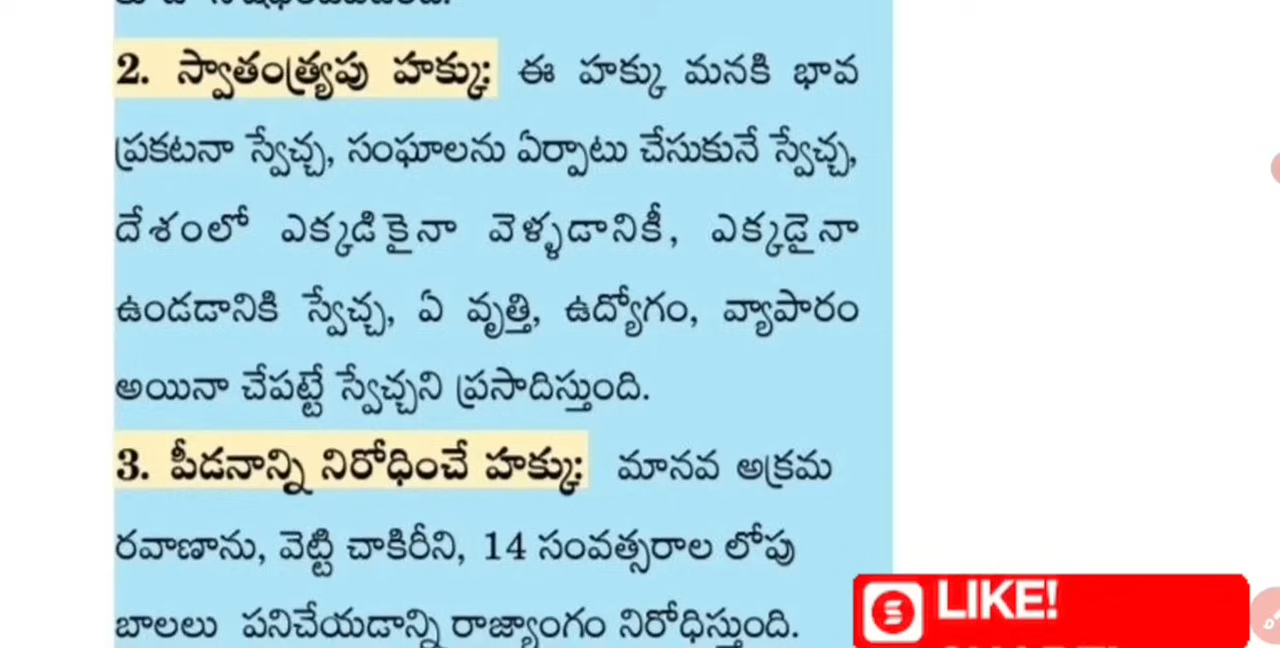 2. స్వాతంత్ర్యపు హక్కు: ఈ హక్కు మనకి భావ
ప్రకటనా స్వేచ్ఛ, సంఘాలను ఏర్పాటు చేసుకునే స్వేచ్ఛ,
దేశంలో ఎక్కడికైనా వెళ్ళడానికీ, ఎక్కడైనా
ఉండడానికి స్వేచ్ఛ, ఏ వృత్తి, ఉద్యోగం, వ్యాపారం
అయినా చేపట్టే స్వేచ్ఛని ప్రసాదిస్తుంది.
3. పీడనాన్ని నిరోధించే హక్కు: మానవ అక్రమ
రవాణాను, వెట్టి చాకిరీని, 14 సంవత్సరాల లోపు
బాలలు పనిచేయడాన్ని రాజ్యాంగం నిరోధిస్తుంది.
LIKE!